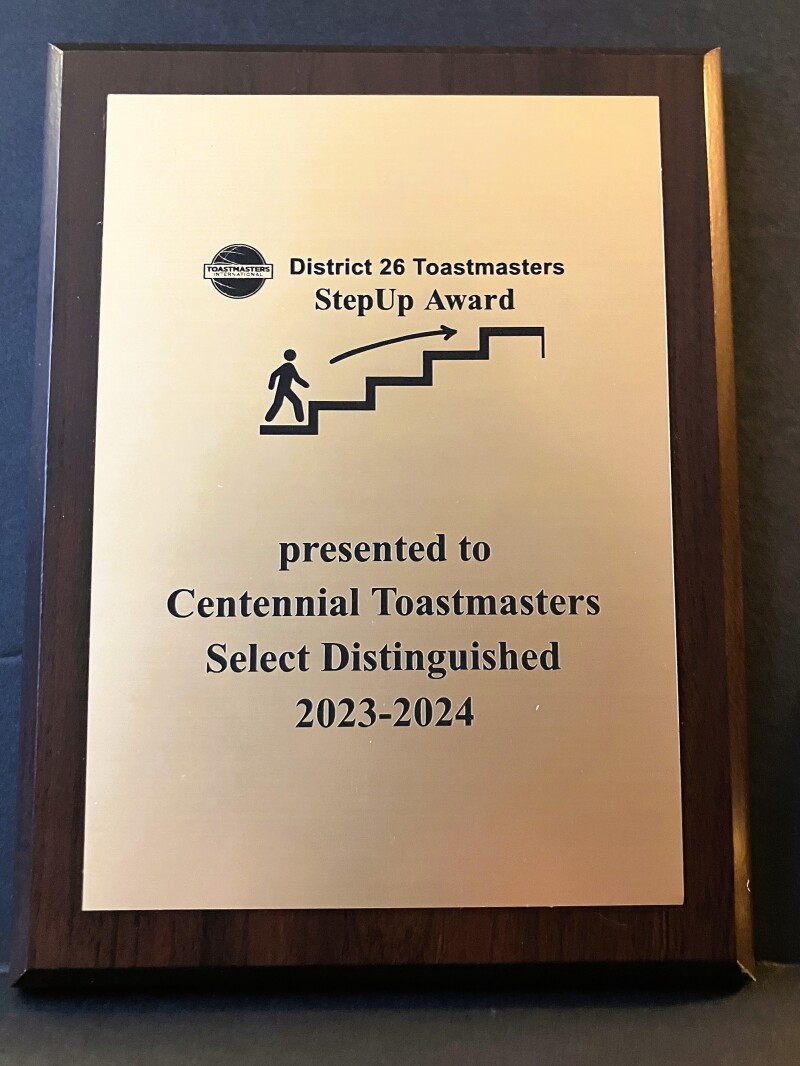 TOASTMASTERS
INTERNATIONAL
District 26 Toastmasters
StepUp Award
presented to
Centennial Toastmasters
Select Distinguished
2023-2024